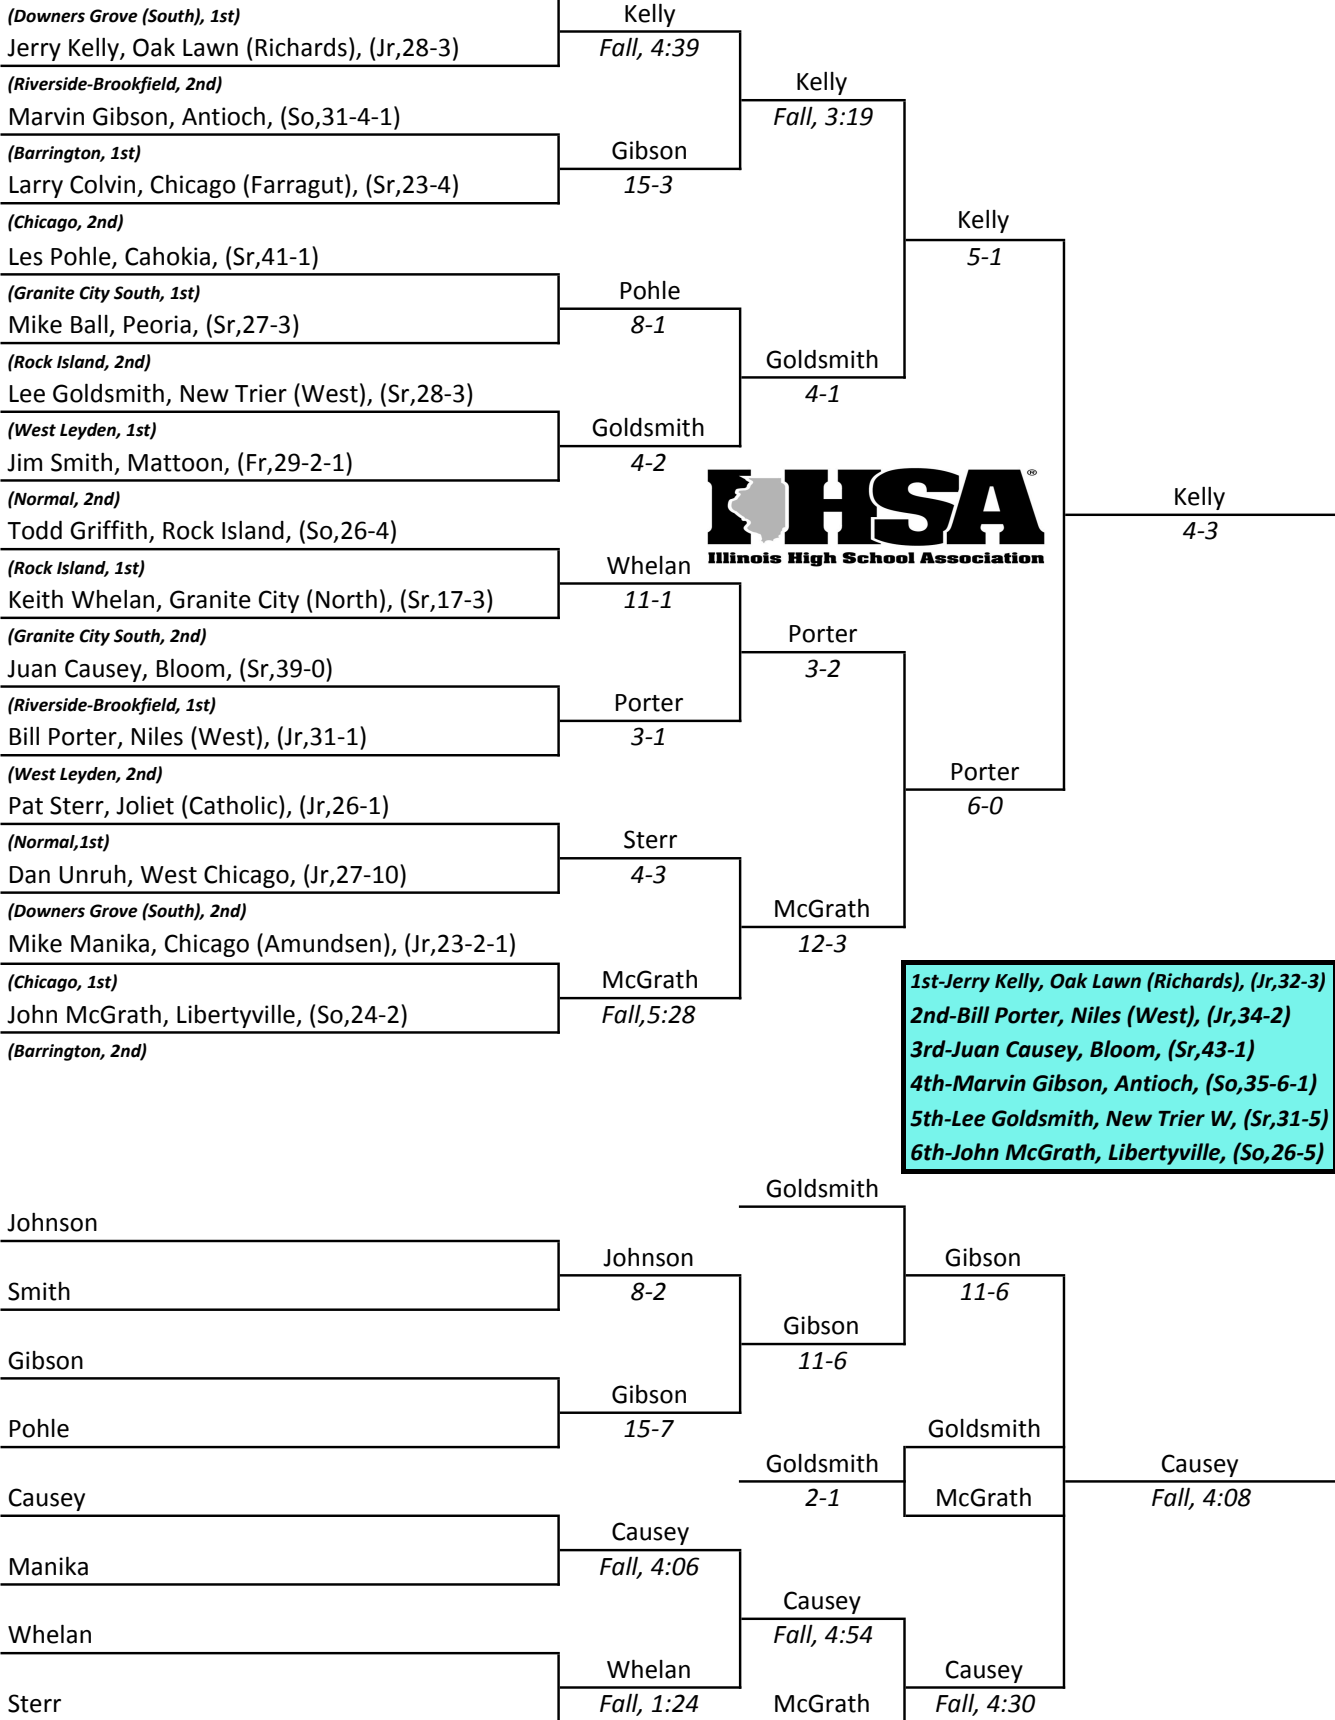 (Downers Grove (South), 1st)
Kelly
Jerry Kelly, Oak Lawn (Richards), (Jr,28-3)
Fall, 4:39
(Riverside-Brookfield, 2nd)
Kelly
Marvin Gibson, Antioch, (So,31-4-1)
Fall, 3:19
(Barrington, 1st)
Gibson
Larry Colvin, Chicago (Farragut), (Sr,23-4)
15-3
(Chicago, 2nd)
Kelly
Les Pohle, Cahokia, (Sr,41-1)
5-1
(Granite City South, 1st)
Pohle
Mike Ball, Peoria, (Sr,27-3)
8-1
(Rock Island, 2nd)
Goldsmith
Lee Goldsmith, New Trier (West), (Sr,28-3)
4-1
(West Leyden, 1st)
Goldsmith
Jim Smith, Mattoon, (Fr,29-2-1)
4-2
IHSA®
Illinois High School Association
(Normal, 2nd)
Kelly
Todd Griffith, Rock Island, (So,26-4)
4-3
(Rock Island, 1st)
Whelan
Keith Whelan, Granite City (North), (Sr,17-3)
11-1
(Granite City South, 2nd)
Porter
Juan Causey, Bloom, (Sr,39-0)
3-2
(Riverside-Brookfield, 1st)
Porter
Bill Porter, Niles (West), (Jr,31-1)
3-1
(West Leyden, 2nd)
Porter
Pat Sterr, Joliet (Catholic), (Jr,26-1)
6-0
(Normal,1st)
Sterr
Dan Unruh, West Chicago, (Jr,27-10)
4-3
(Downers Grove (South), 2nd)
McGrath
Mike Manika, Chicago (Amundsen), (Jr,23-2-1)
12-3
(Chicago, 1st)
McGrath
John McGrath, Libertyville, (So,24-2)
Fall,5:28
(Barrington, 2nd)
1st-Jerry Kelly, Oak Lawn (Richards), (Jr,32-3)
2nd-Bill Porter, Niles (West), (Jr,34-2)
3rd-Juan Causey, Bloom, (Sr,43-1)
4th-Marvin Gibson, Antioch, (So,35-6-1)
5th-Lee Goldsmith, New Trier W, (Sr,31-5)
6th-John McGrath, Libertyville, (So,26-5)
Goldsmith
Johnson
Johnson
Gibson
Smith
8-2
11-6
Gibson
Gibson
11-6
Gibson
Pohle
15-7
Goldsmith
Goldsmith
Causey
Causey
2-1
McGrath
Fall, 4:08
Causey
Manika
Fall, 4:06
Causey
Whelan
Fall, 4:54
Whelan
Causey
Sterr
Fall, 1:24
McGrath
Fall, 4:30